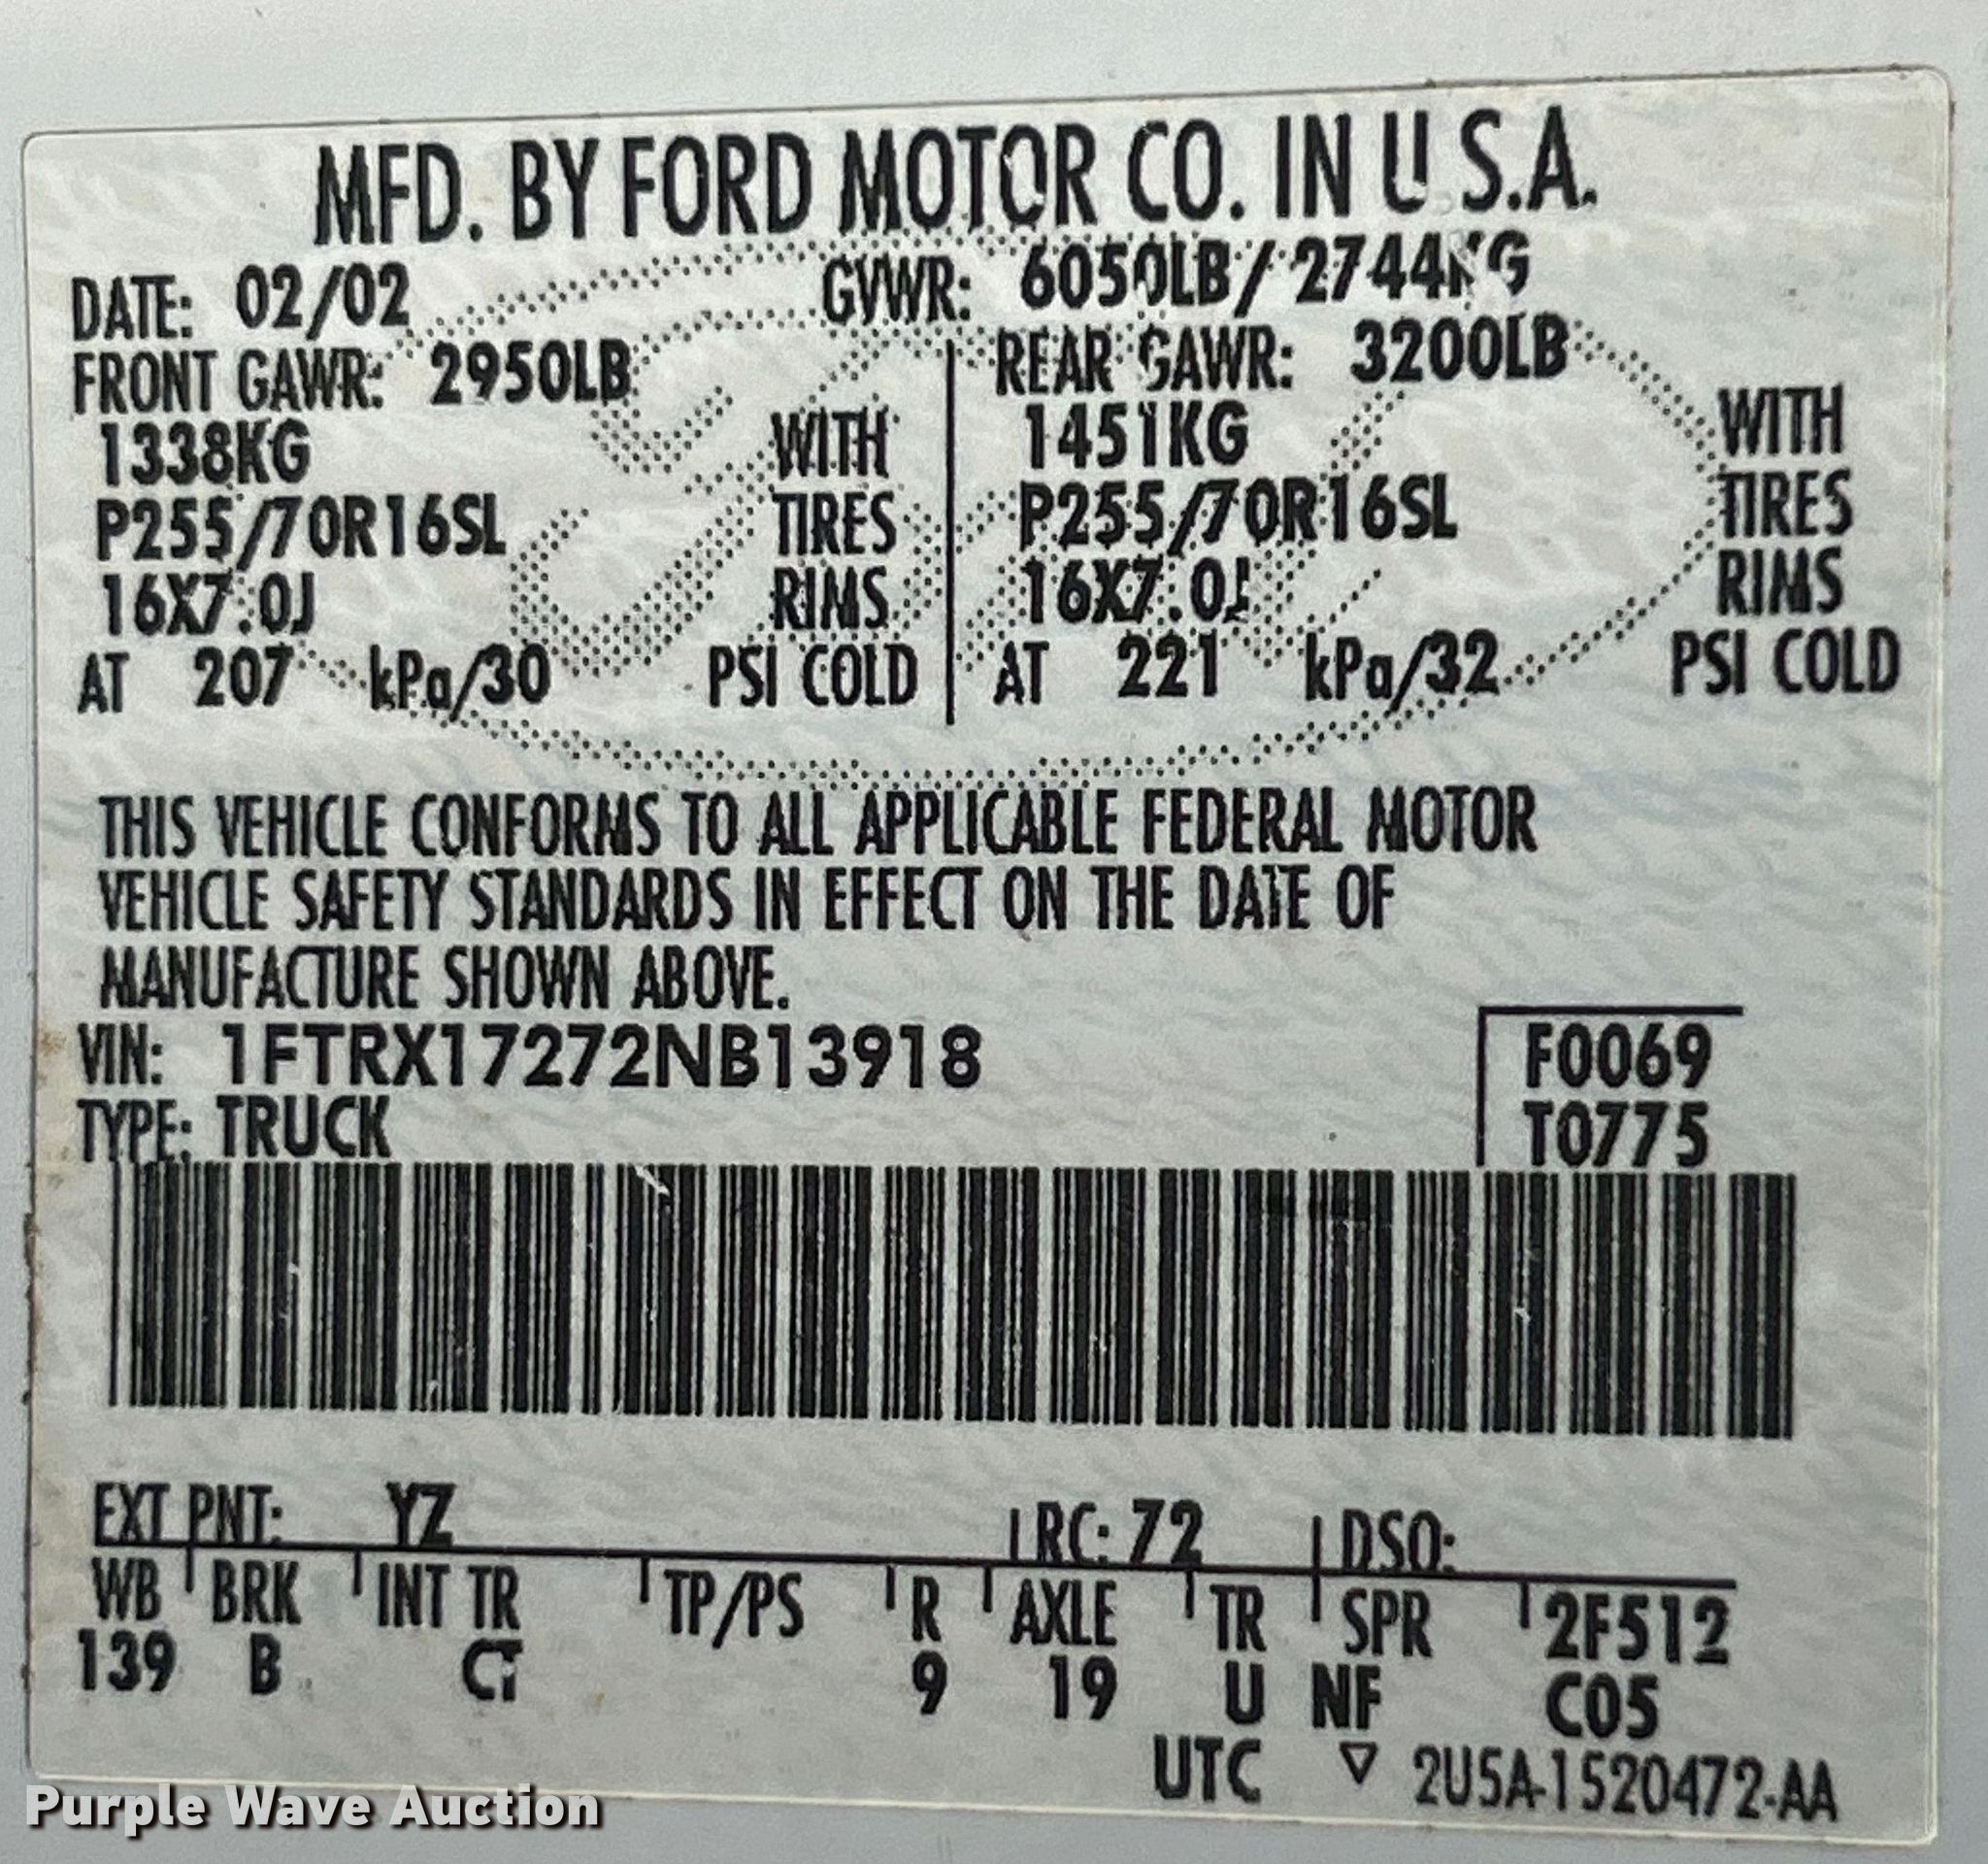 MFD. BY FORD MOTOR CO. IN U.S.A.
DATE: 02/02 GVWR: 6050LB/2744KG
FRONT GAWR: 2950LB REAR GAWR: 3200LB
1338KG WITH 1451KG WITH
P255/70R16SL TIRES P255/70R16SL TIRES
16X7.0J RIMS 16X7.0J RIMS
AT 207 kPa/30 PSI COLD AT 221 kPa/32 PSI COLD
THIS VEHICLE CONFORMS TO ALL APPLICABLE FEDERAL MOTOR
VEHICLE SAFETY STANDARDS IN EFFECT ON THE DATE OF
MANUFACTURE SHOWN ABOVE.
VIN: 1FTRX17272NB13918 F0069
TYPE: TRUCK T0775
EXT PNT: YZ RC: 72 DSO:
WB BRK INT TR TP/PS R AXLE TR SPR 2F512
139 B CT 9 19 U NF C05
UTC ▽ 2U5A-1520472-AA
Purple Wave Auction